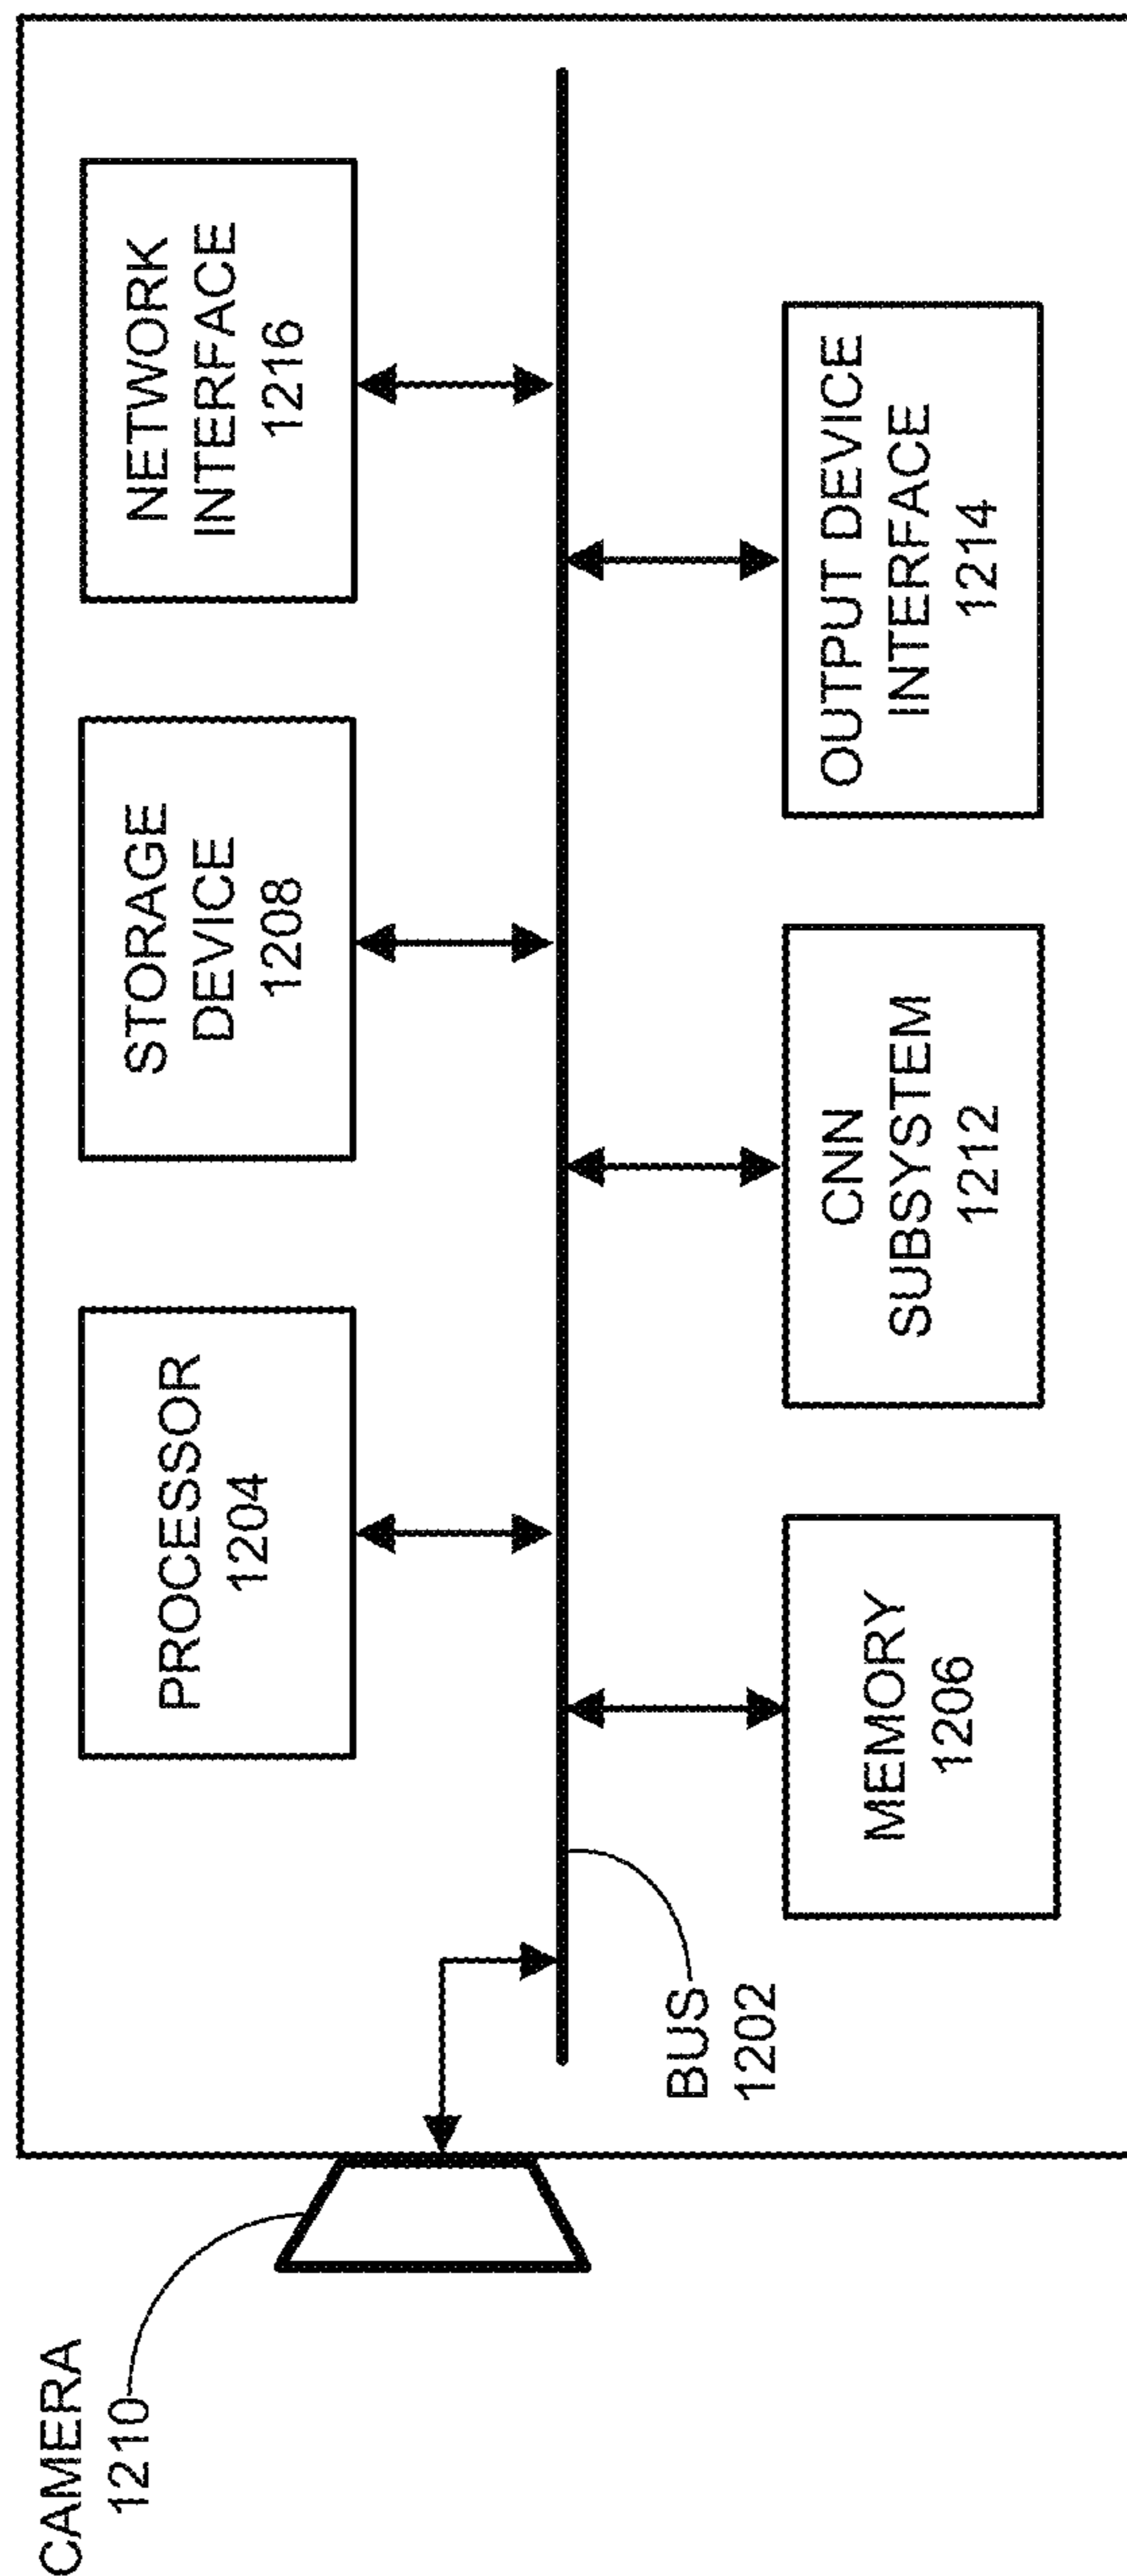 CAMERA
1210
PROCESSOR
1204
STORAGE
DEVICE
1208
NETWORK
INTERFACE
1216
BUS
1202
MEMORY
1206
CNN
SUBSYSTEM
1212
OUTPUT DEVICE
INTERFACE
1214